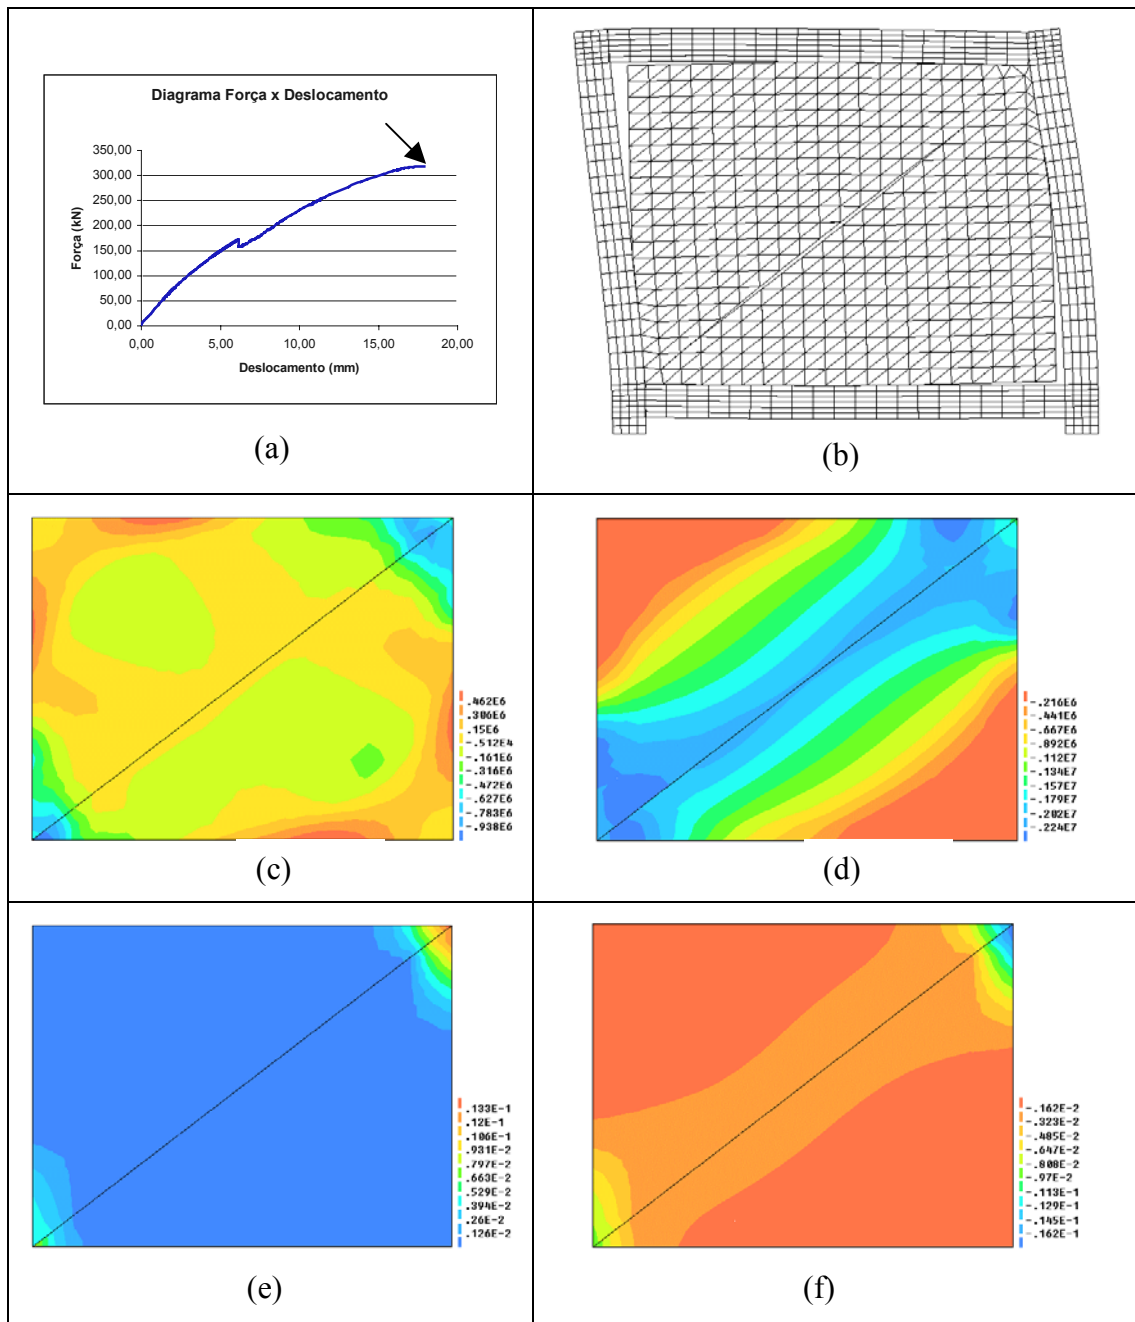 Diagrama Força x Deslocamento
350,00
300,00
250,00
200,00
150,00
100,00
50,00
0,00
Força (kN)
0,00 5,00 10,00 15,00 20,00
Deslocamento (mm)
(a)
(b)
.462E6
.306E6
.15E6
-.512E4
-.161E6
-.316E6
-.472E6
-.627E6
-.783E6
-.938E6
(c)
-.216E6
-.441E6
-.667E6
-.892E6
-.112E7
-.134E7
-.157E7
-.179E7
-.202E7
-.224E7
(d)
.133E-1
.12E-1
.106E-1
.931E-2
.797E-2
.663E-2
.529E-2
.394E-2
.26E-2
.126E-2
(e)
-.162E-2
-.323E-2
-.485E-2
-.647E-2
-.808E-2
-.97E-2
-.113E-1
-.129E-1
-.145E-1
-.162E-1
(f)